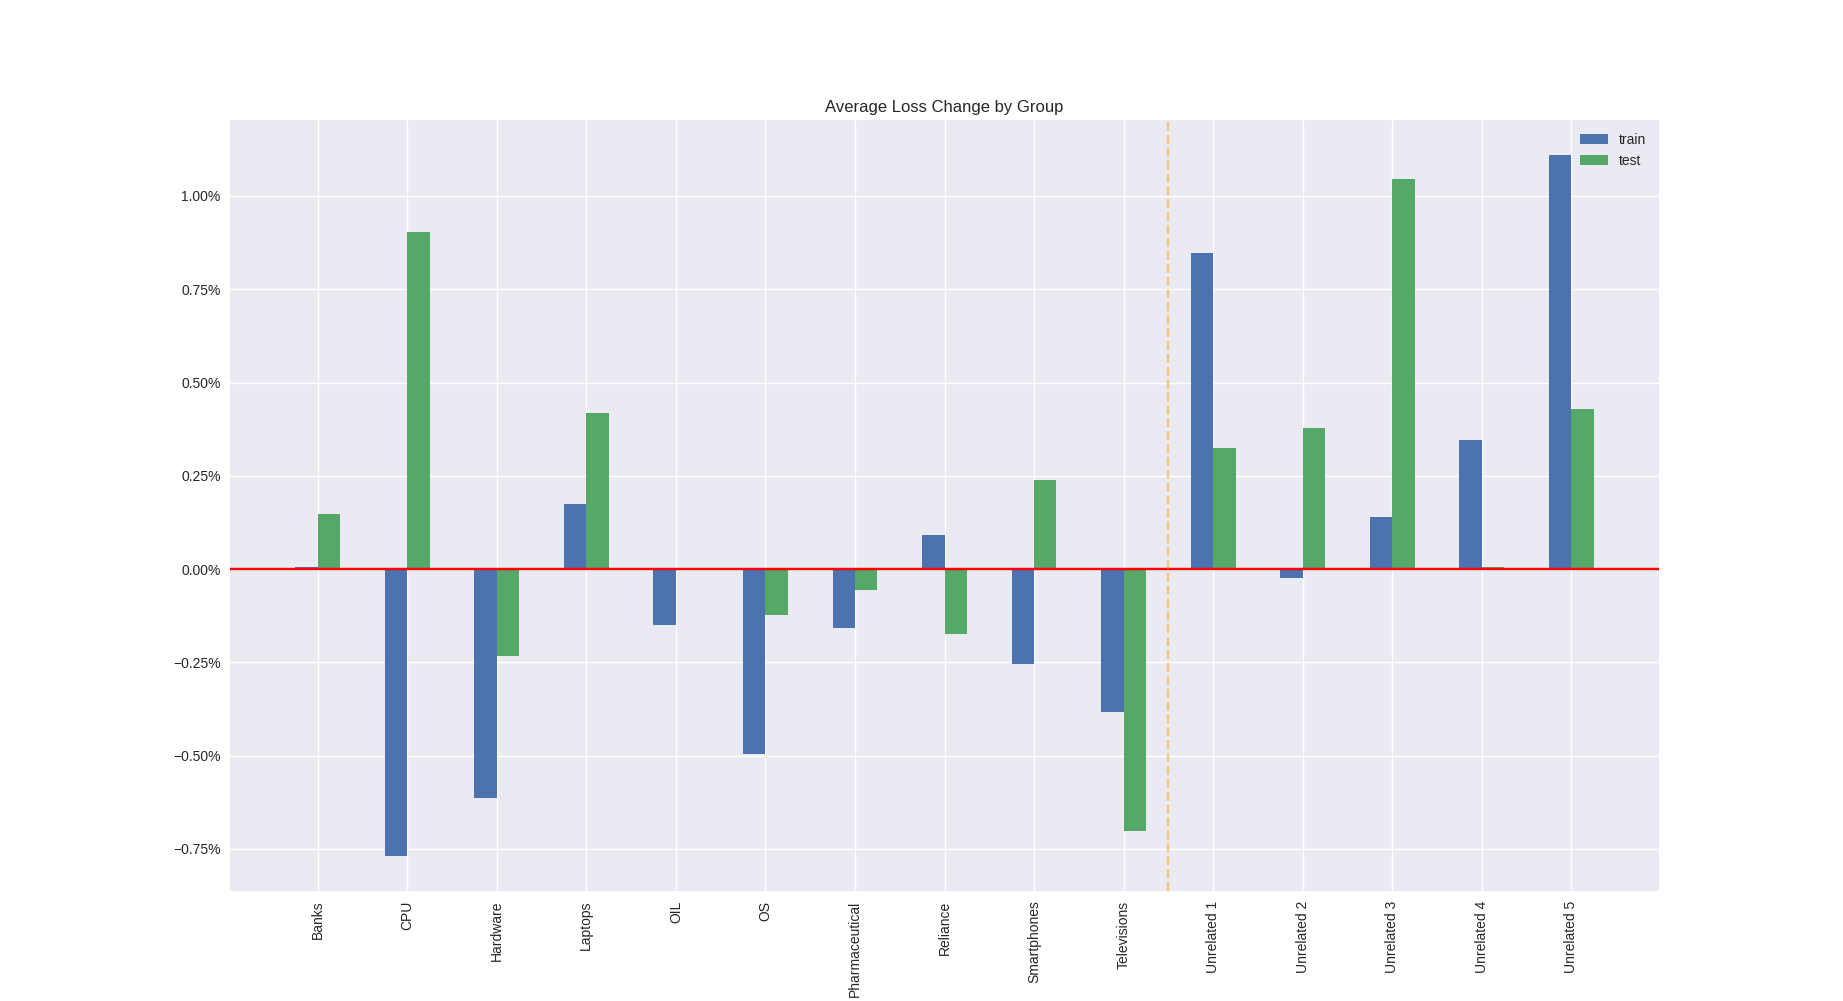 Average Loss Change by Group
train
test
1.00%
0.75%
0.50%
0.25%
0.00%
−0.25%
−0.50%
−0.75%
Banks
CPU
Hardware
Laptops
OIL
OS
Pharmaceutical
Reliance
Smartphones
Televisions
Unrelated 1
Unrelated 2
Unrelated 3
Unrelated 4
Unrelated 5